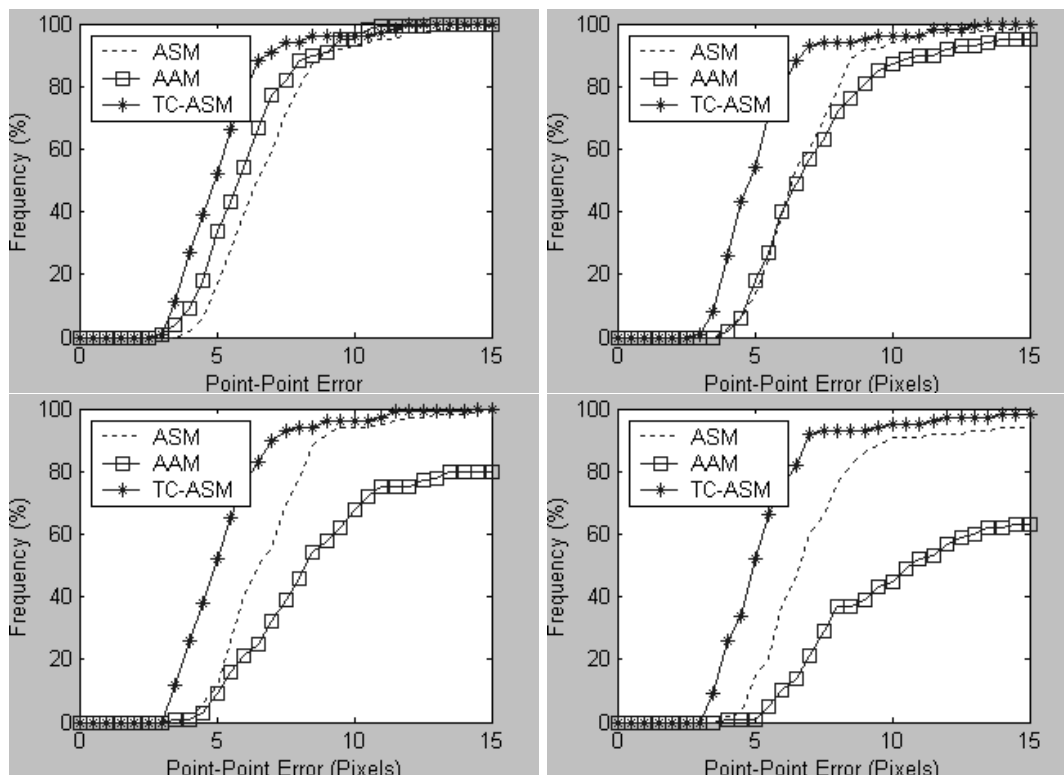 100
80
60
40
20
0
Frequency (%)
ASM
AAM
TC-ASM
0 5 10 15
Point-Point Error
100
80
60
40
20
0
Frequency (%)
ASM
AAM
TC-ASM
0 5 10 15
Point-Point Error (Pixels)
100
80
60
40
20
0
Frequency (%)
ASM
AAM
TC-ASM
0 5 10 15
Point-Point Error (Pixels)
100
80
60
40
20
0
Frequency (%)
ASM
AAM
TC-ASM
0 5 10 15
Point-Point Error (Pixels)